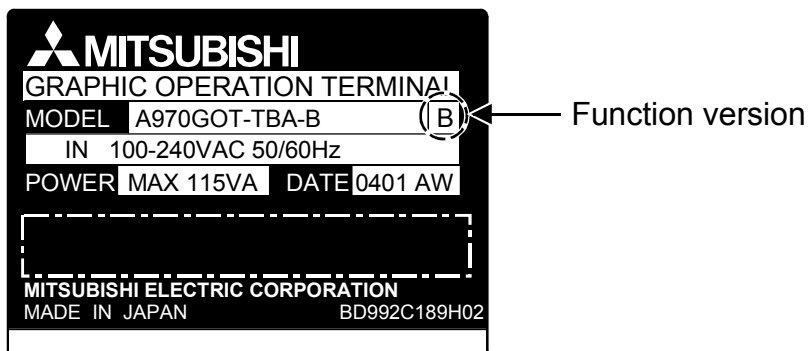 MITSUBISHI
GRAPHIC OPERATION TERMINAL
MODEL A970GOT-TBA-B B
Function version
IN 100-240VAC 50/60Hz
POWER MAX 115VA DATE 0401 AW
MITSUBISHI ELECTRIC CORPORATION
MADE IN JAPAN BD992C189H02